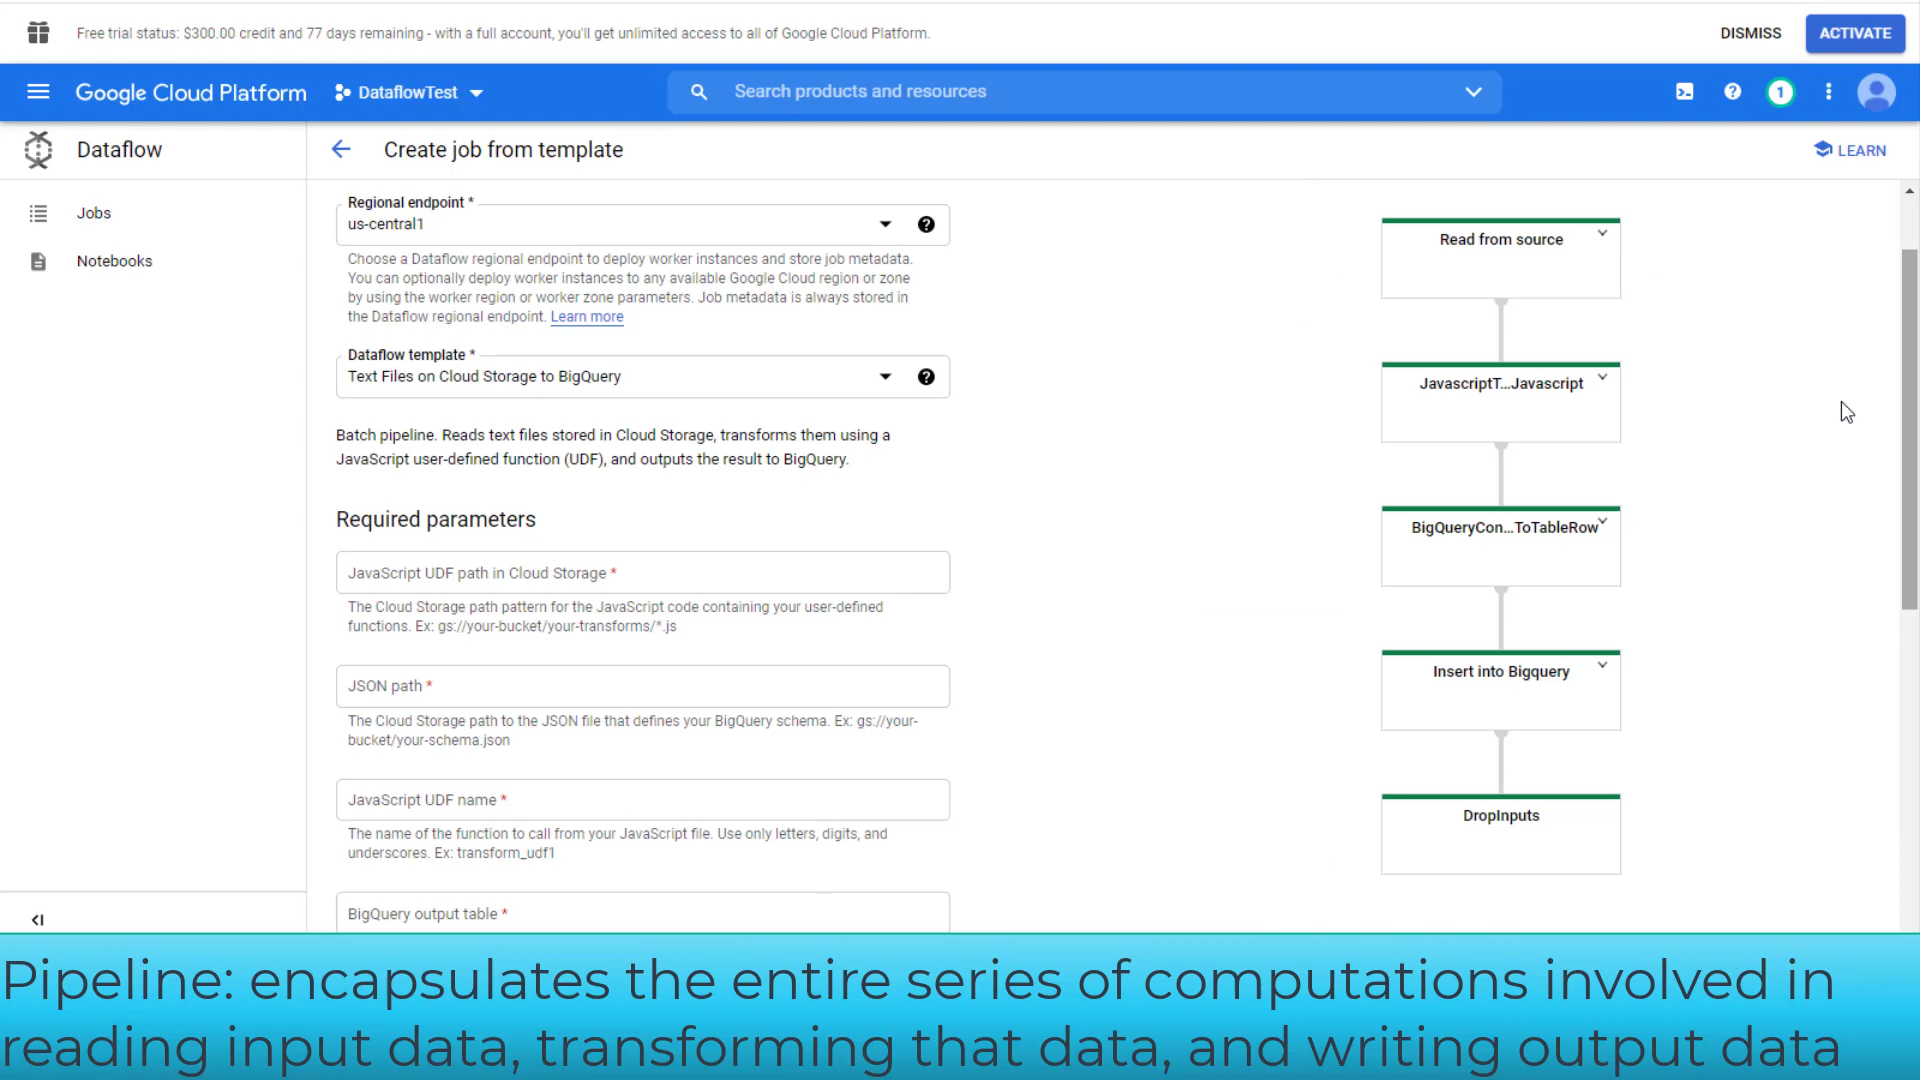 Free trial status: $300.00 credit and 77 days remaining - with a full account, you'll get unlimited access to all of Google Cloud Platform.
DISMISS
ACTIVATE
Google Cloud Platform
DataflowTest
Search products and resources
1
Dataflow
Create job from template
LEARN
Jobs
Notebooks
Regional endpoint *
us-central1
Choose a Dataflow regional endpoint to deploy worker instances and store job metadata.
You can optionally deploy worker instances to any available Google Cloud region or zone
by using the worker region or worker zone parameters. Job metadata is always stored in
the Dataflow regional endpoint. Learn more
Dataflow template *
Text Files on Cloud Storage to BigQuery
Batch pipeline. Reads text files stored in Cloud Storage, transforms them using a
JavaScript user-defined function (UDF), and outputs the result to BigQuery.
Required parameters
JavaScript UDF path in Cloud Storage *
The Cloud Storage path pattern for the JavaScript code containing your user-defined
functions. Ex: gs://your-bucket/your-transforms/*.js
JSON path *
The Cloud Storage path to the JSON file that defines your BigQuery schema. Ex: gs://your-
bucket/your-schema.json
JavaScript UDF name *
The name of the function to call from your JavaScript file. Use only letters, digits, and
underscores. Ex: transform_udf1
BigQuery output table *
Read from source
JavascriptT...Javascript
BigQueryCon...ToTableRow
Insert into Bigquery
DropInputs
Pipeline: encapsulates the entire series of computations involved in
reading input data, transforming that data, and writing output data